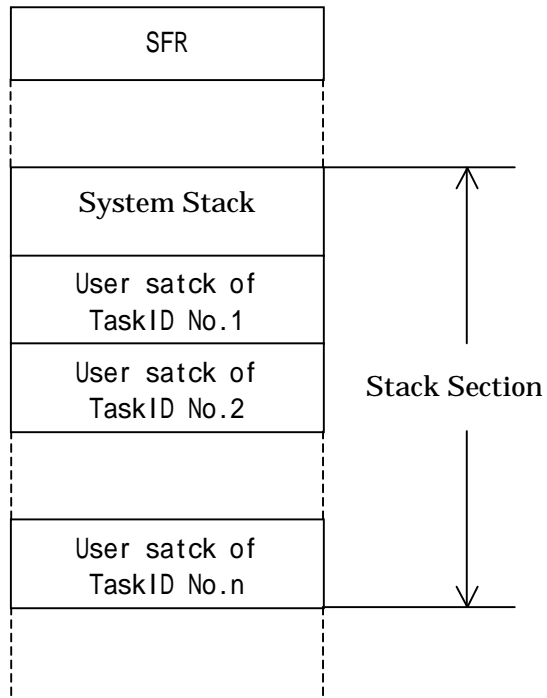 SFR
System Stack
User satck of
TaskID No.1
User satck of
TaskID No.2
Stack Section
User satck of
TaskID No.n